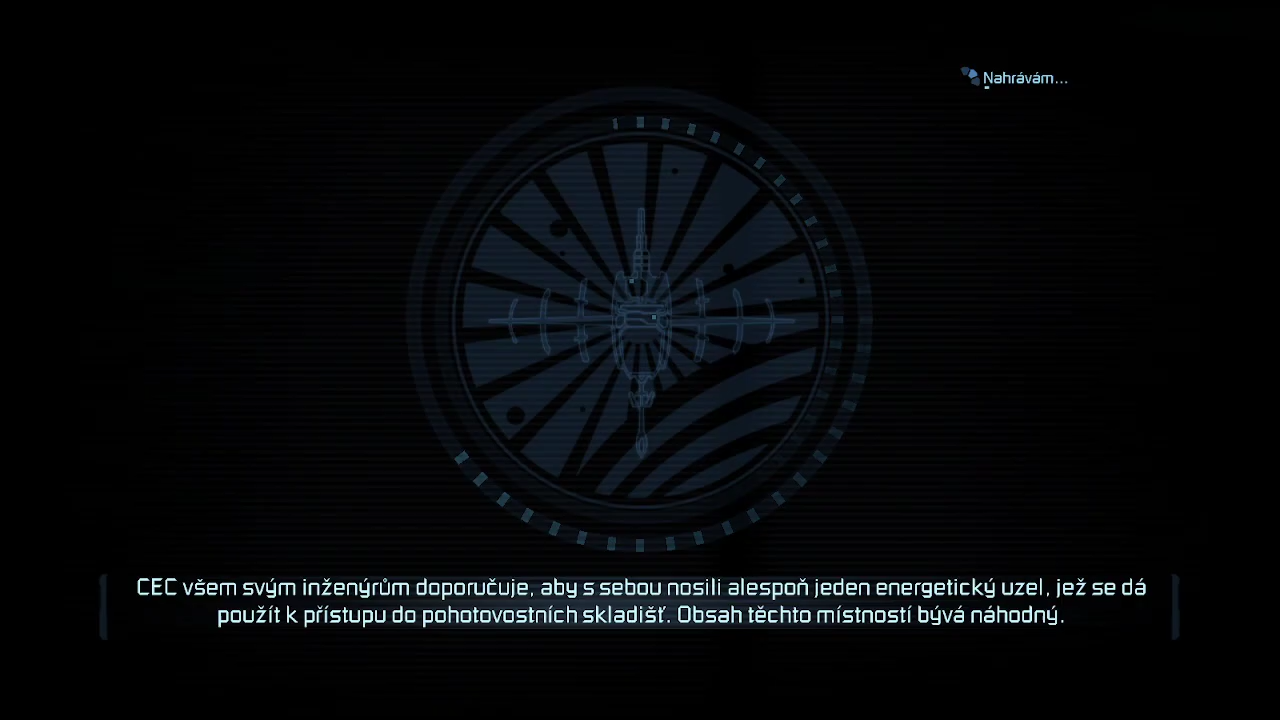 Nahrávám...
CEC všem svým inženýrům doporučuje, aby s sebou nosili alespoň jeden energetický uzel, jež se dá
použít k přístupu do pohotovostních skladišť. Obsah těchto místností bývá náhodný.